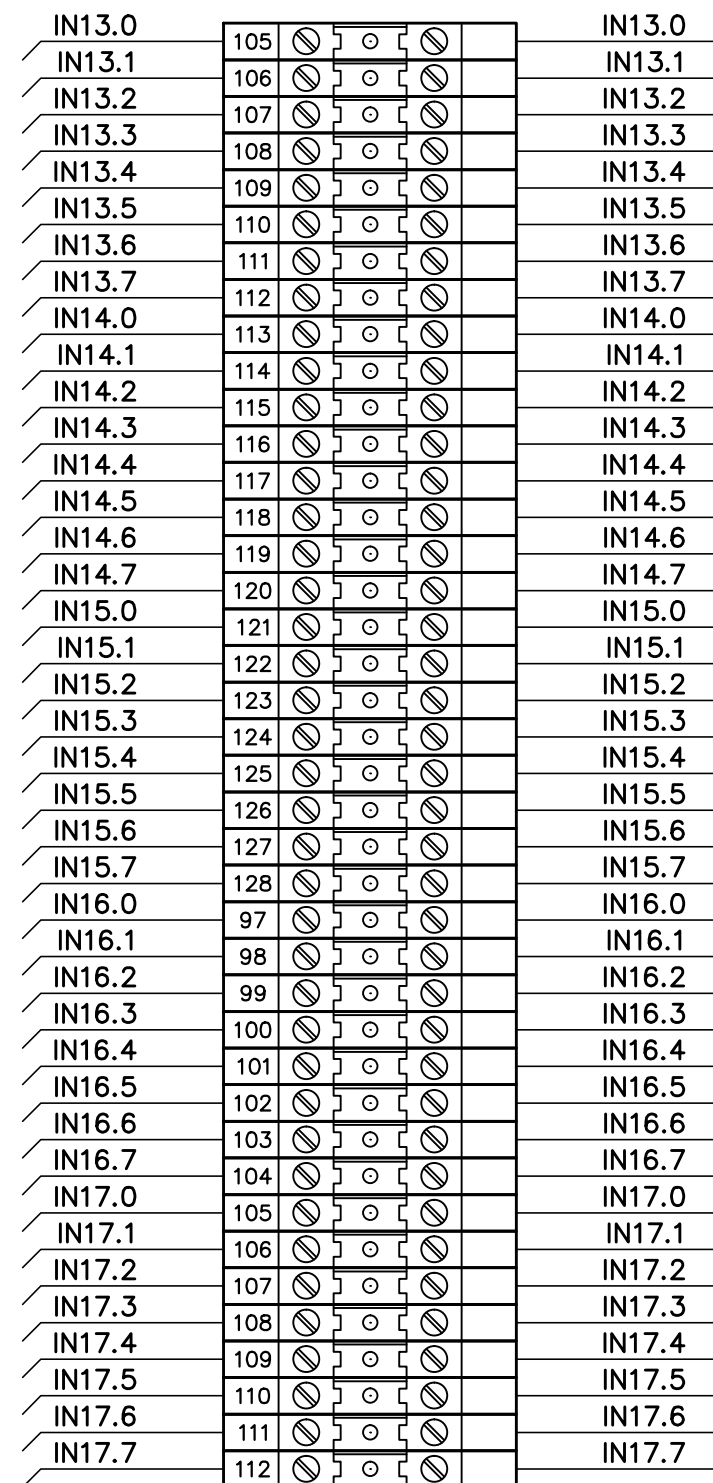 IN13.0 105 IN13.0
IN13.1 106 IN13.1
IN13.2 107 IN13.2
IN13.3 108 IN13.3
IN13.4 109 IN13.4
IN13.5 110 IN13.5
IN13.6 111 IN13.6
IN13.7 112 IN13.7
IN14.0 113 IN14.0
IN14.1 114 IN14.1
IN14.2 115 IN14.2
IN14.3 116 IN14.3
IN14.4 117 IN14.4
IN14.5 118 IN14.5
IN14.6 119 IN14.6
IN14.7 120 IN14.7
IN15.0 121 IN15.0
IN15.1 122 IN15.1
IN15.2 123 IN15.2
IN15.3 124 IN15.3
IN15.4 125 IN15.4
IN15.5 126 IN15.5
IN15.6 127 IN15.6
IN15.7 128 IN15.7
IN16.0 97 IN16.0
IN16.1 98 IN16.1
IN16.2 99 IN16.2
IN16.3 100 IN16.3
IN16.4 101 IN16.4
IN16.5 102 IN16.5
IN16.6 103 IN16.6
IN16.7 104 IN16.7
IN17.0 105 IN17.0
IN17.1 106 IN17.1
IN17.2 107 IN17.2
IN17.3 108 IN17.3
IN17.4 109 IN17.4
IN17.5 110 IN17.5
IN17.6 111 IN17.6
IN17.7 112 IN17.7